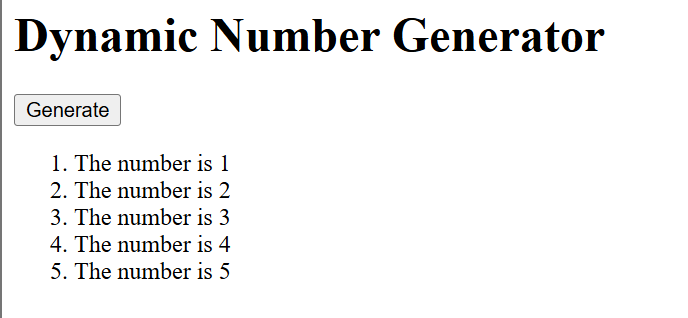 Dynamic Number Generator
Generate
1. The number is 1
2. The number is 2
3. The number is 3
4. The number is 4
5. The number is 5